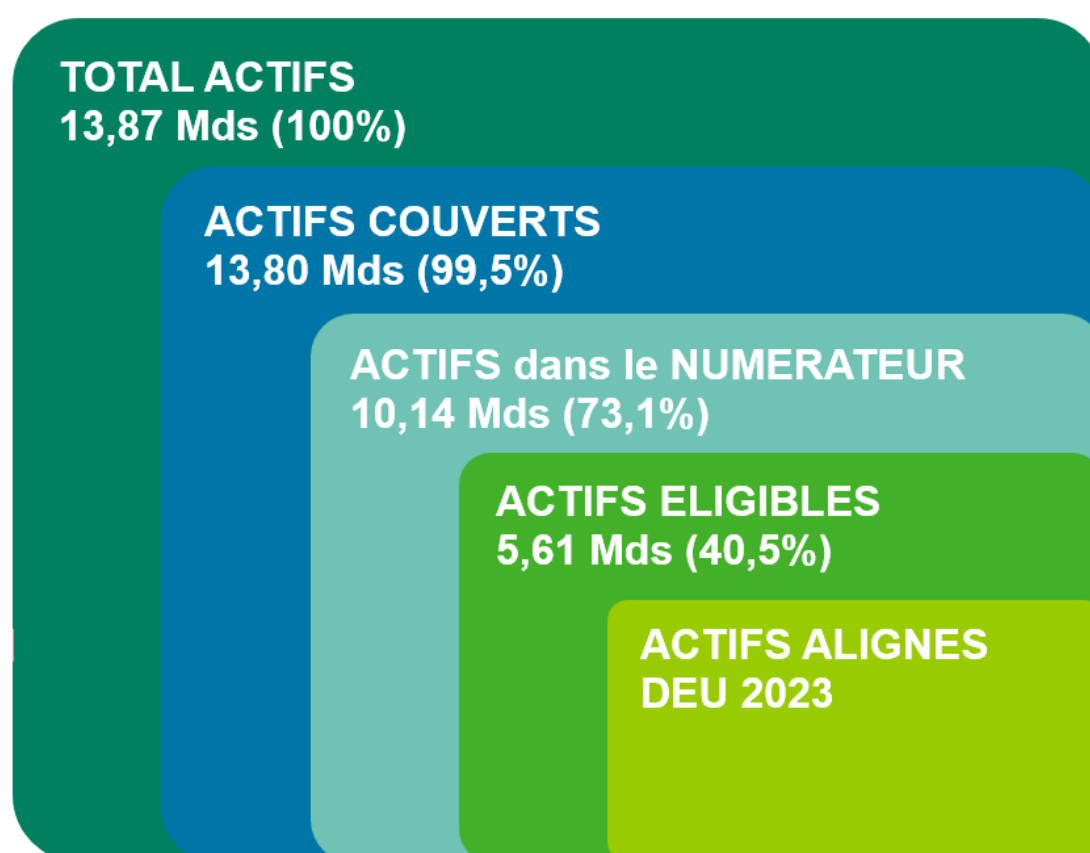 TOTAL ACTIFS
13,87 Mds (100%)
ACTIFS COUVERTS
13,80 Mds (99,5%)
ACTIFS dans le NUMERATEUR
10,14 Mds (73,1%)
ACTIFS ELIGIBLES
5,61 Mds (40,5%)
ACTIFS ALIGNES
DEU 2023